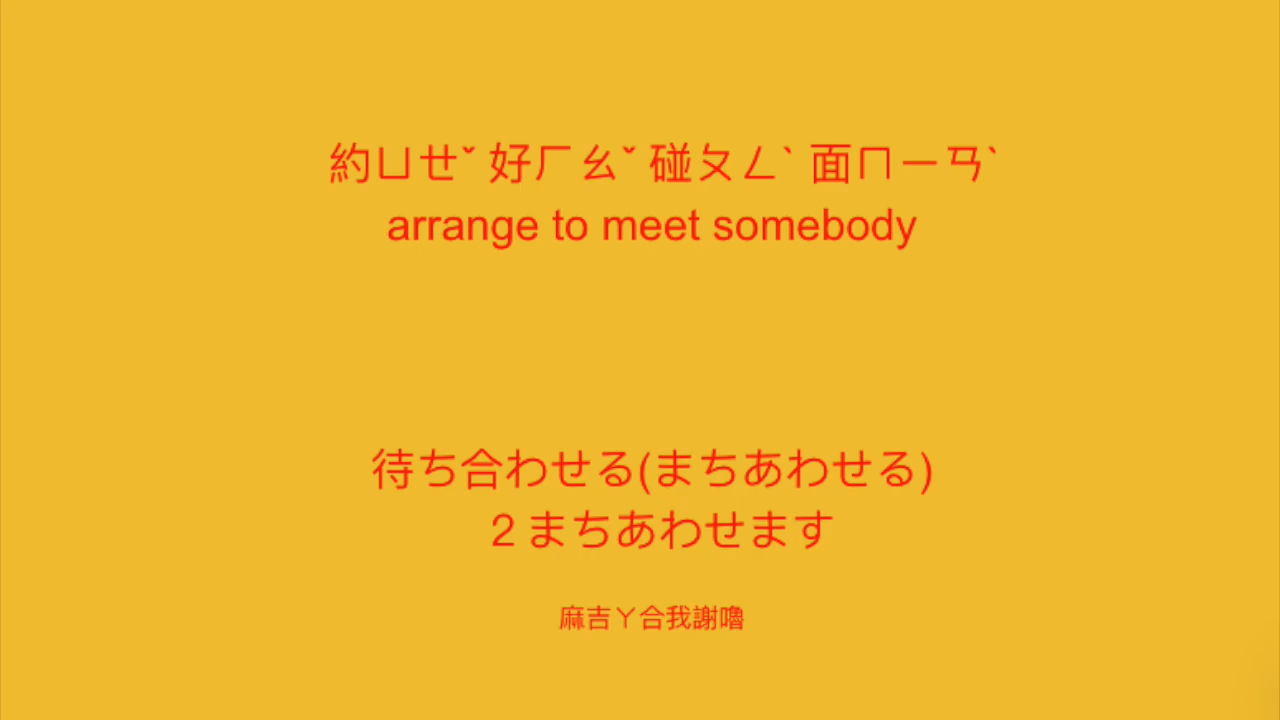 約ㄩㄝˇ 好ㄏㄠˇ 碰ㄆㄥˋ 面ㄇㄧㄢˋ
arrange to meet somebody
待ち合わせる(まちあわせる)
２まちあわせます
麻吉ㄚ合我謝嚕